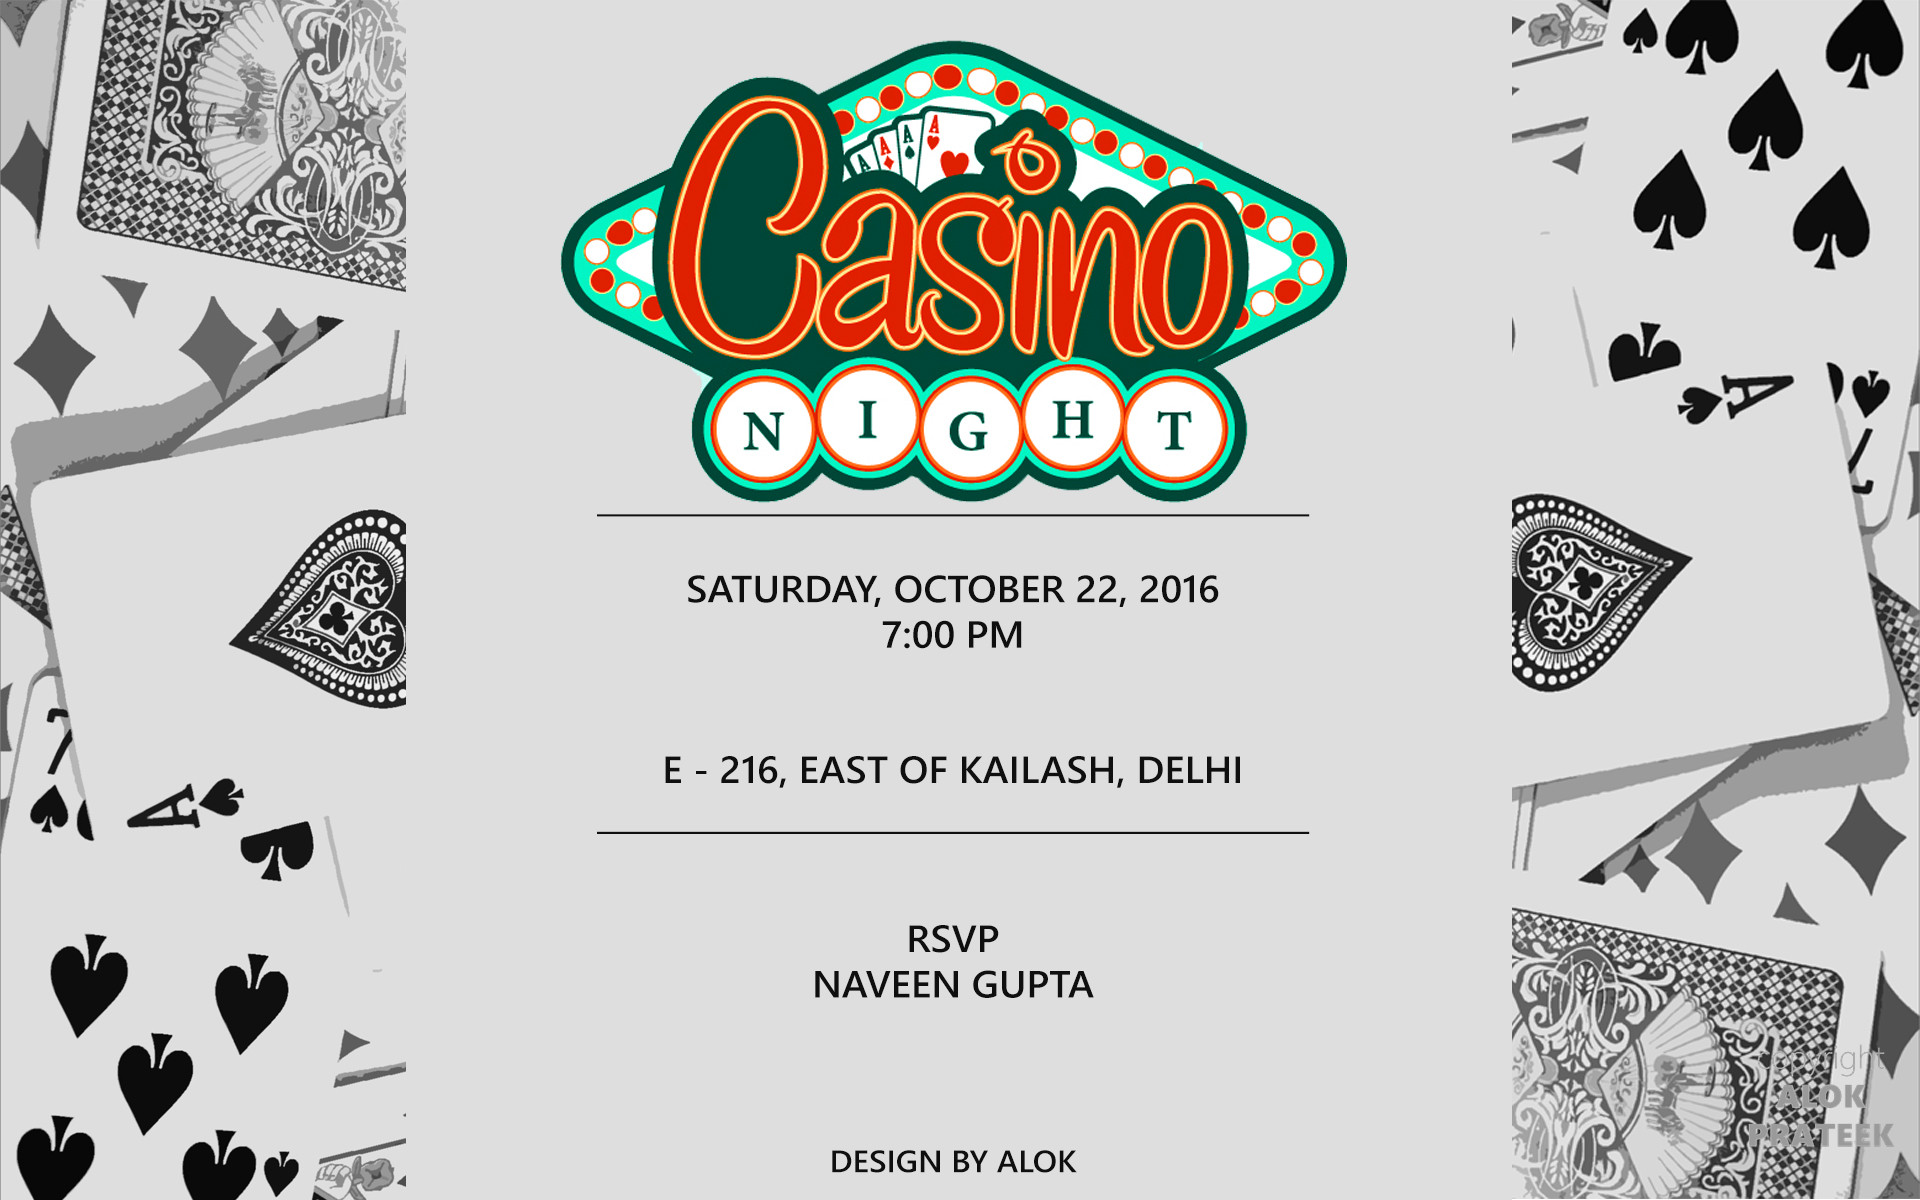 Casino
NIGHT
SATURDAY, OCTOBER 22, 2016
7:00 PM
E - 216, EAST OF KAILASH, DELHI
RSVP
NAVEEN GUPTA
DESIGN BY ALOK
copyright
ALOK
PRATEEK
A
A
A
A
A
A